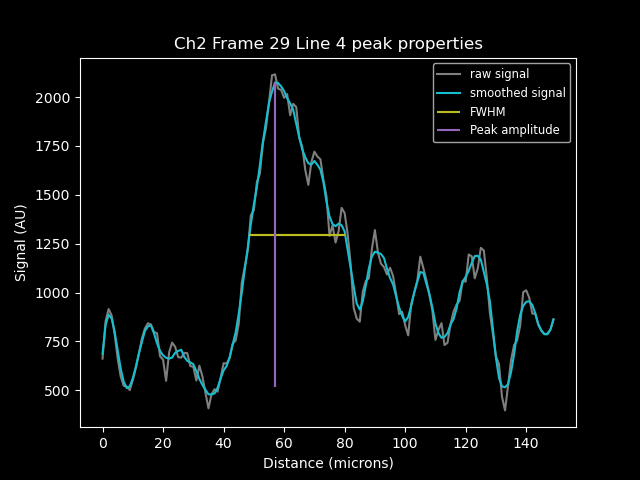 Ch2 Frame 29 Line 4 peak properties
raw signal
smoothed signal
FWHM
Peak amplitude
Signal (AU)
2000
1750
1500
1250
1000
750
500
0 20 40 60 80 100 120 140
Distance (microns)